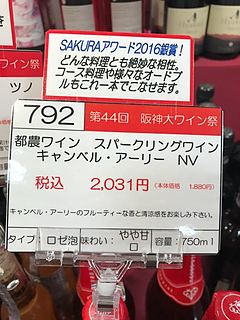 SAKURAアワード2016銀賞！
どんな料理とも絶妙な相性。
コース料理や様々なオードブ
ルもこれ一本でこなせます。
792 第44回 阪神大ワイン祭
都農ワイン スパークリングワイン
キャンベル・アーリー NV
税込 2,031円（本体価格 1,880円）
キャンベル・アーリーのフルーティーな香と清涼感をお楽しみ下さい。
タイプ：ロゼ泡 味わい：やや甘口 容量：750ml
ツノ
ワイン祭